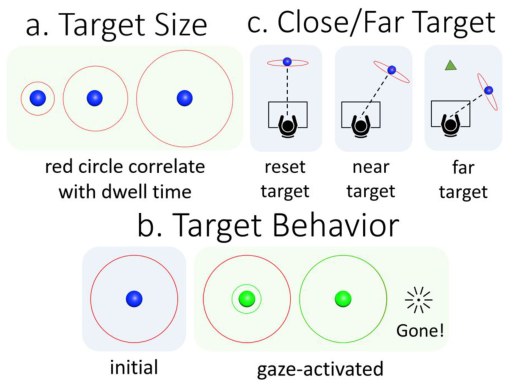 a. Target Size
c. Close/Far Target
red circle correlate
with dwell time
reset
target
near
target
far
target
b. Target Behavior
Gone!
initial
gaze-activated